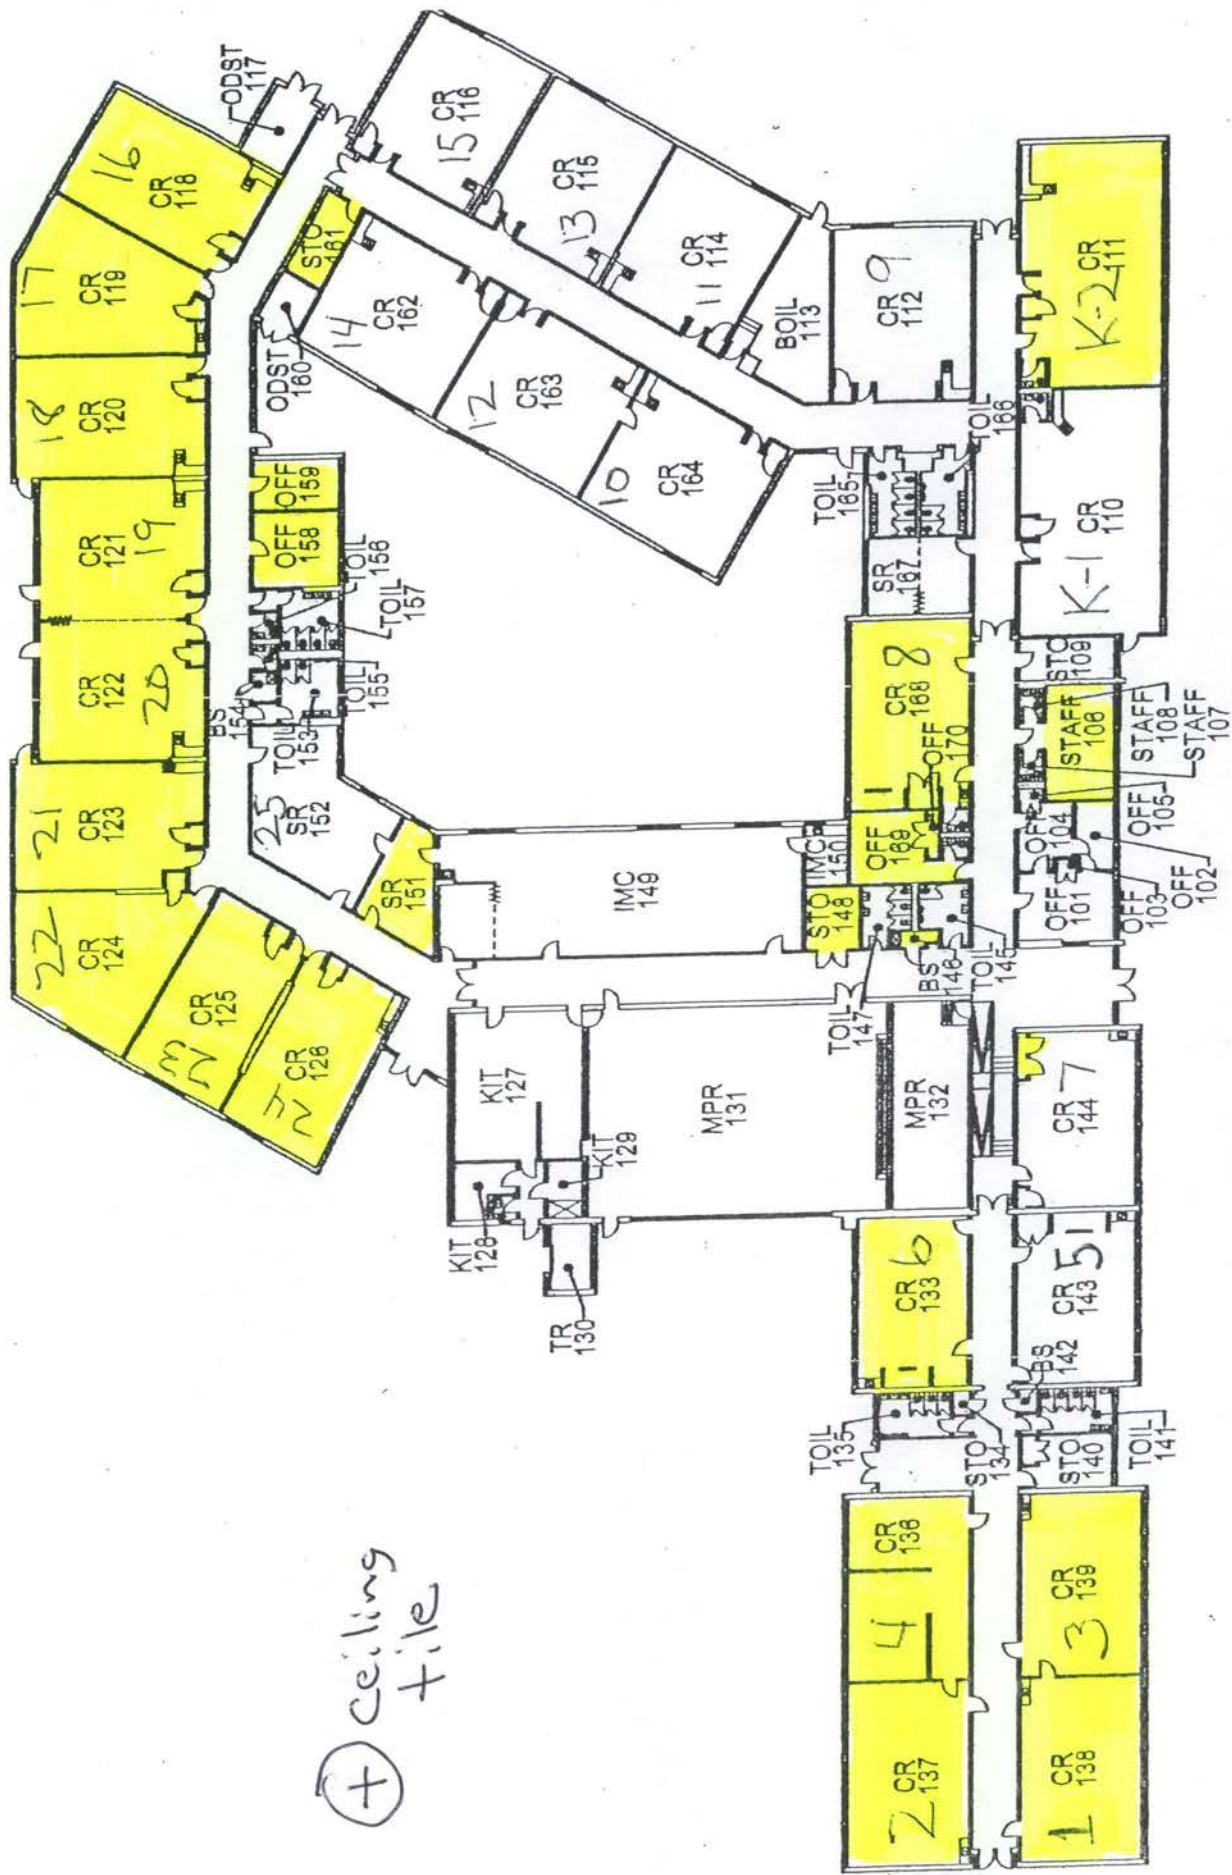 ODST
117
16
CR
118
17
CR
119
18
CR
120
CR
121
19
CR
122
20
21
CR
123
22
CR
124
CR
125
23
CR
126
24
15
CR
116
CR
115
13
CR
114
11
BOIL
113
CR
112
9
STO
161
ODST
160
14
CR
162
12
CR
163
10
CR
164
OFF
159
OFF
158
TOIL
156
TOIL
157
TOIL
155
BS
154
TOIL
153
25
SR
152
SR
151
IMC
149
IMC
150
STO
148
TOIL
147
BS
146
TOIL
145
TOIL
165
TOIL
166
SR
167
CR
168
8
OFF
169
OFF
170
K-2
CR
111
K-1
CR
110
STO
109
STAFF
106
STAFF
108
STAFF
107
OFF
104
OFF
105
OFF
101
OFF
103
OFF
102
KIT
127
KIT
128
KIT
129
TR
130
MPR
131
MPR
132
CR
144
7
CR
133
6
CR
143
5
BS
142
TOIL
135
STO
134
STO
140
TOIL
141
CR
136
4
CR
137
2
CR
139
3
CR
138
1
+ ceiling
tile